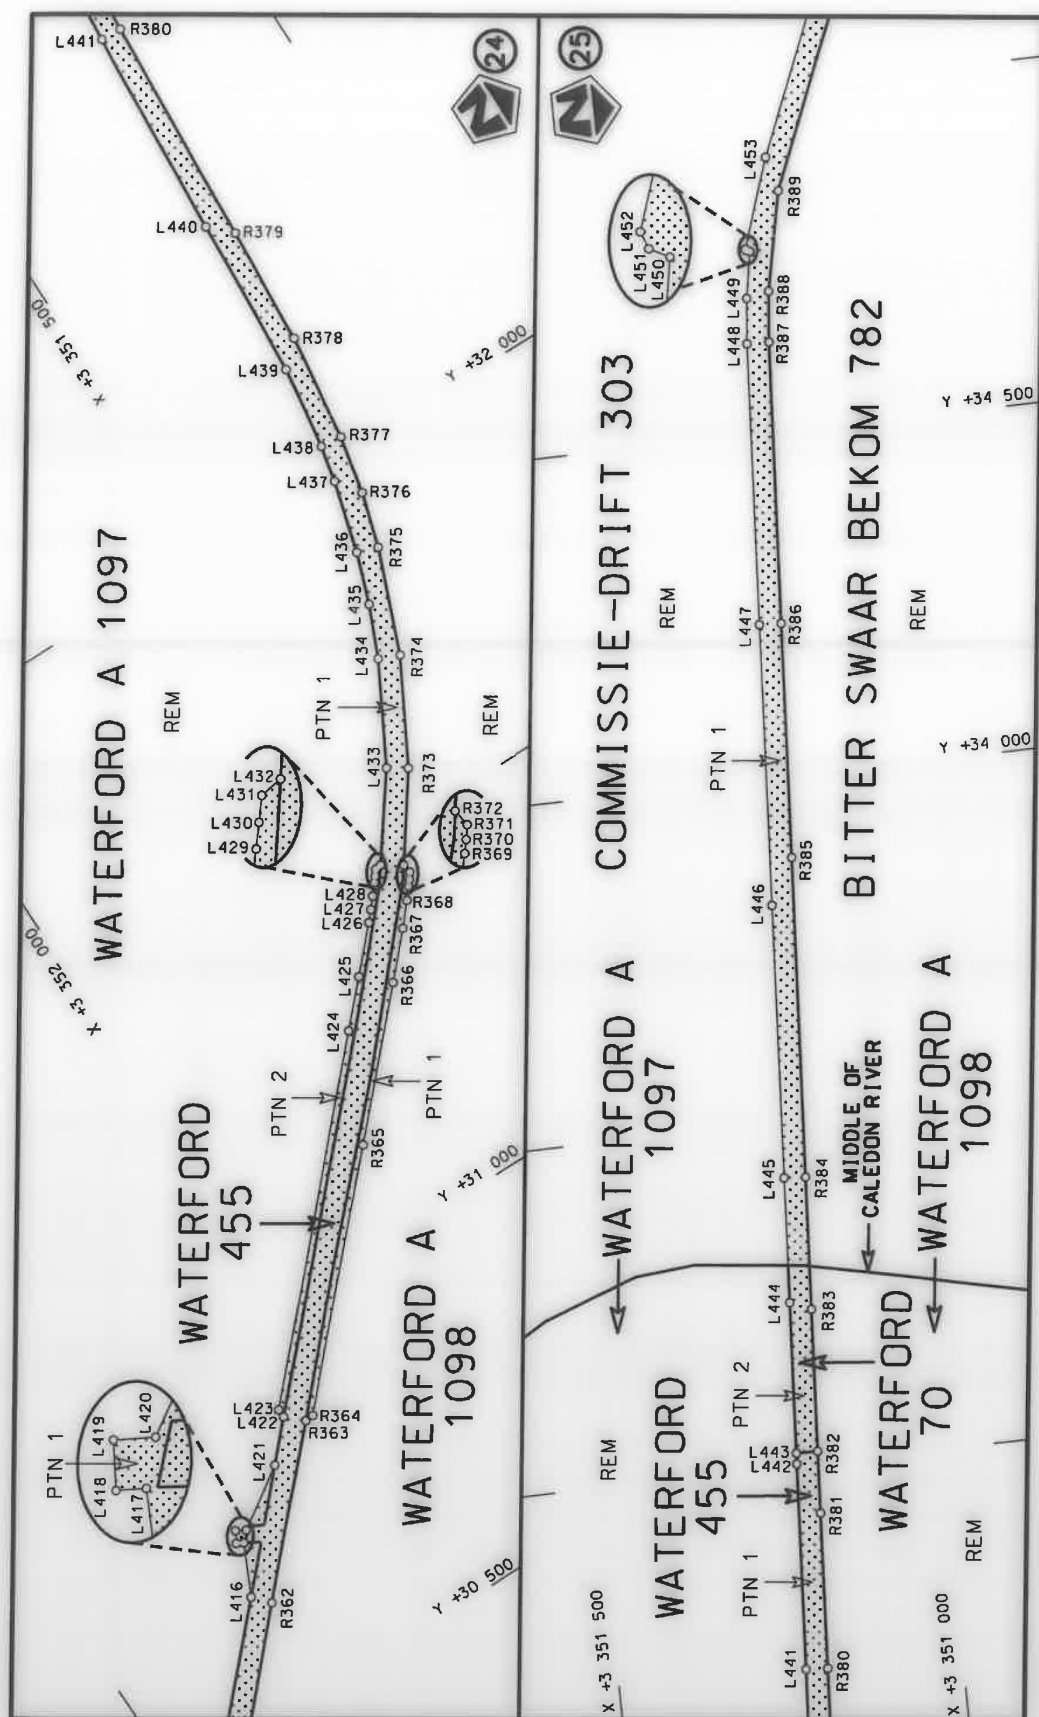 24
L441
R380
L440
R379
R378
L439
R377
L438
L437
R376
L436
R375
L435
L434
R374
L433
R373
L432
L431
L430
L429
R372
R371
R370
R369
L428
L427
L426
R368
R367
L425
R366
L424
R365
L423
L422
R364
R363
L421
L420
L419
L418
L417
L416
R362
X +3 351 500
Y +32 000
X +3 352 000
Y +31 000
Y +30 500
WATERFORD A 1097
REM
PTN 1
REM
PTN 2
PTN 1
WATERFORD
455
WATERFORD A
1098
PTN 1
25
L453
R389
L452
L451
L450
L449
R388
L448
R387
L447
R386
L446
R385
L445
R384
L444
R383
L443
L442
R382
R381
L441
R380
Y +34 500
Y +34 000
X +3 351 500
X +3 351 000
COMMISSIE-DRIFT 303
REM
PTN 1
BITTER SWAAR BEKOM 782
REM
WATERFORD A
1097
MIDDLE OF
CALEDON RIVER
WATERFORD A
1098
REM
PTN 2
WATERFORD
455
WATERFORD
70
PTN 1
REM